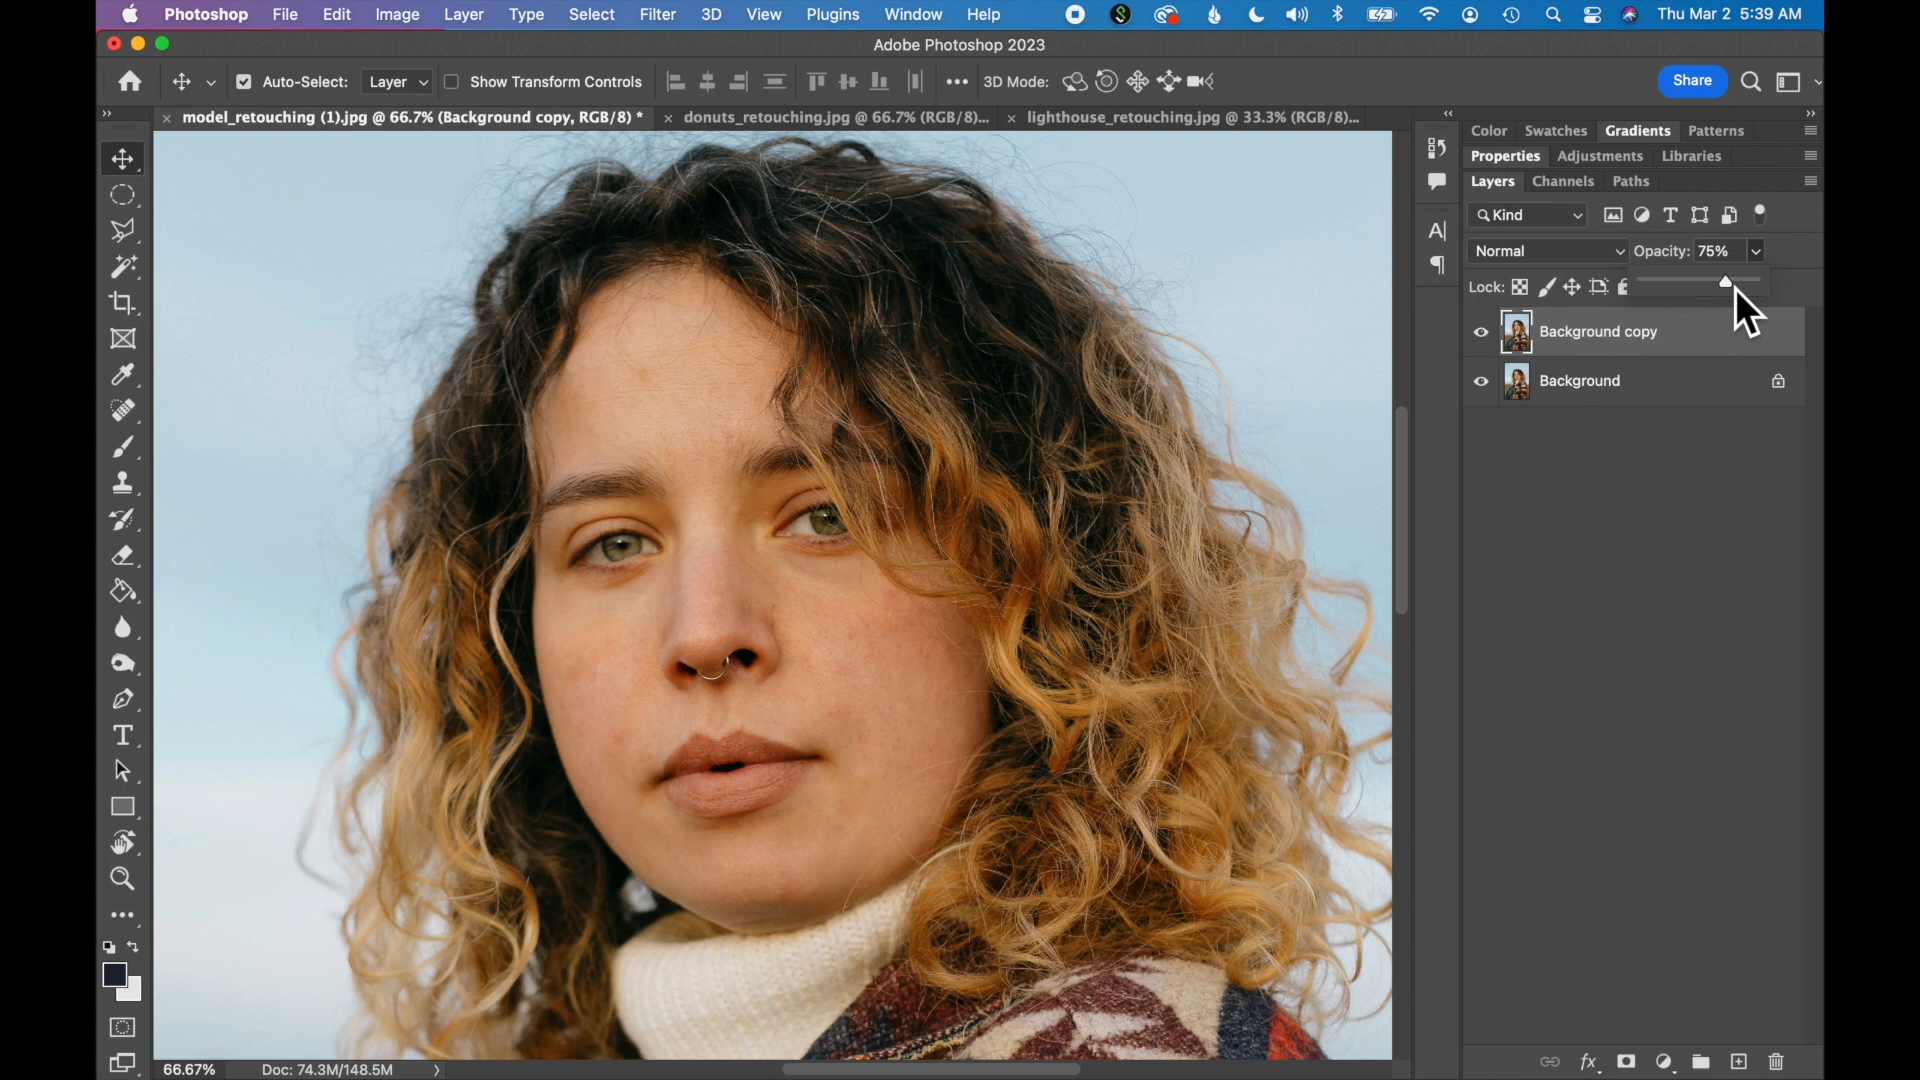 Photoshop File Edit Image Layer Type Select Filter 3D View Plugins Window Help Thu Mar 2 5:39 AM
Adobe Photoshop 2023
Auto-Select: Layer Show Transform Controls 3D Mode: Share
model_retouching (1).jpg @ 66.7% (Background copy, RGB/8) * donuts_retouching.jpg @ 66.7% (RGB/8)... lighthouse_retouching.jpg @ 33.3% (RGB/8)...
Color Swatches Gradients Patterns
Properties Adjustments Libraries
Layers Channels Paths
Kind
Normal Opacity: 75%
Lock:
Background copy
Background
66.67% Doc: 74.3M/148.5M